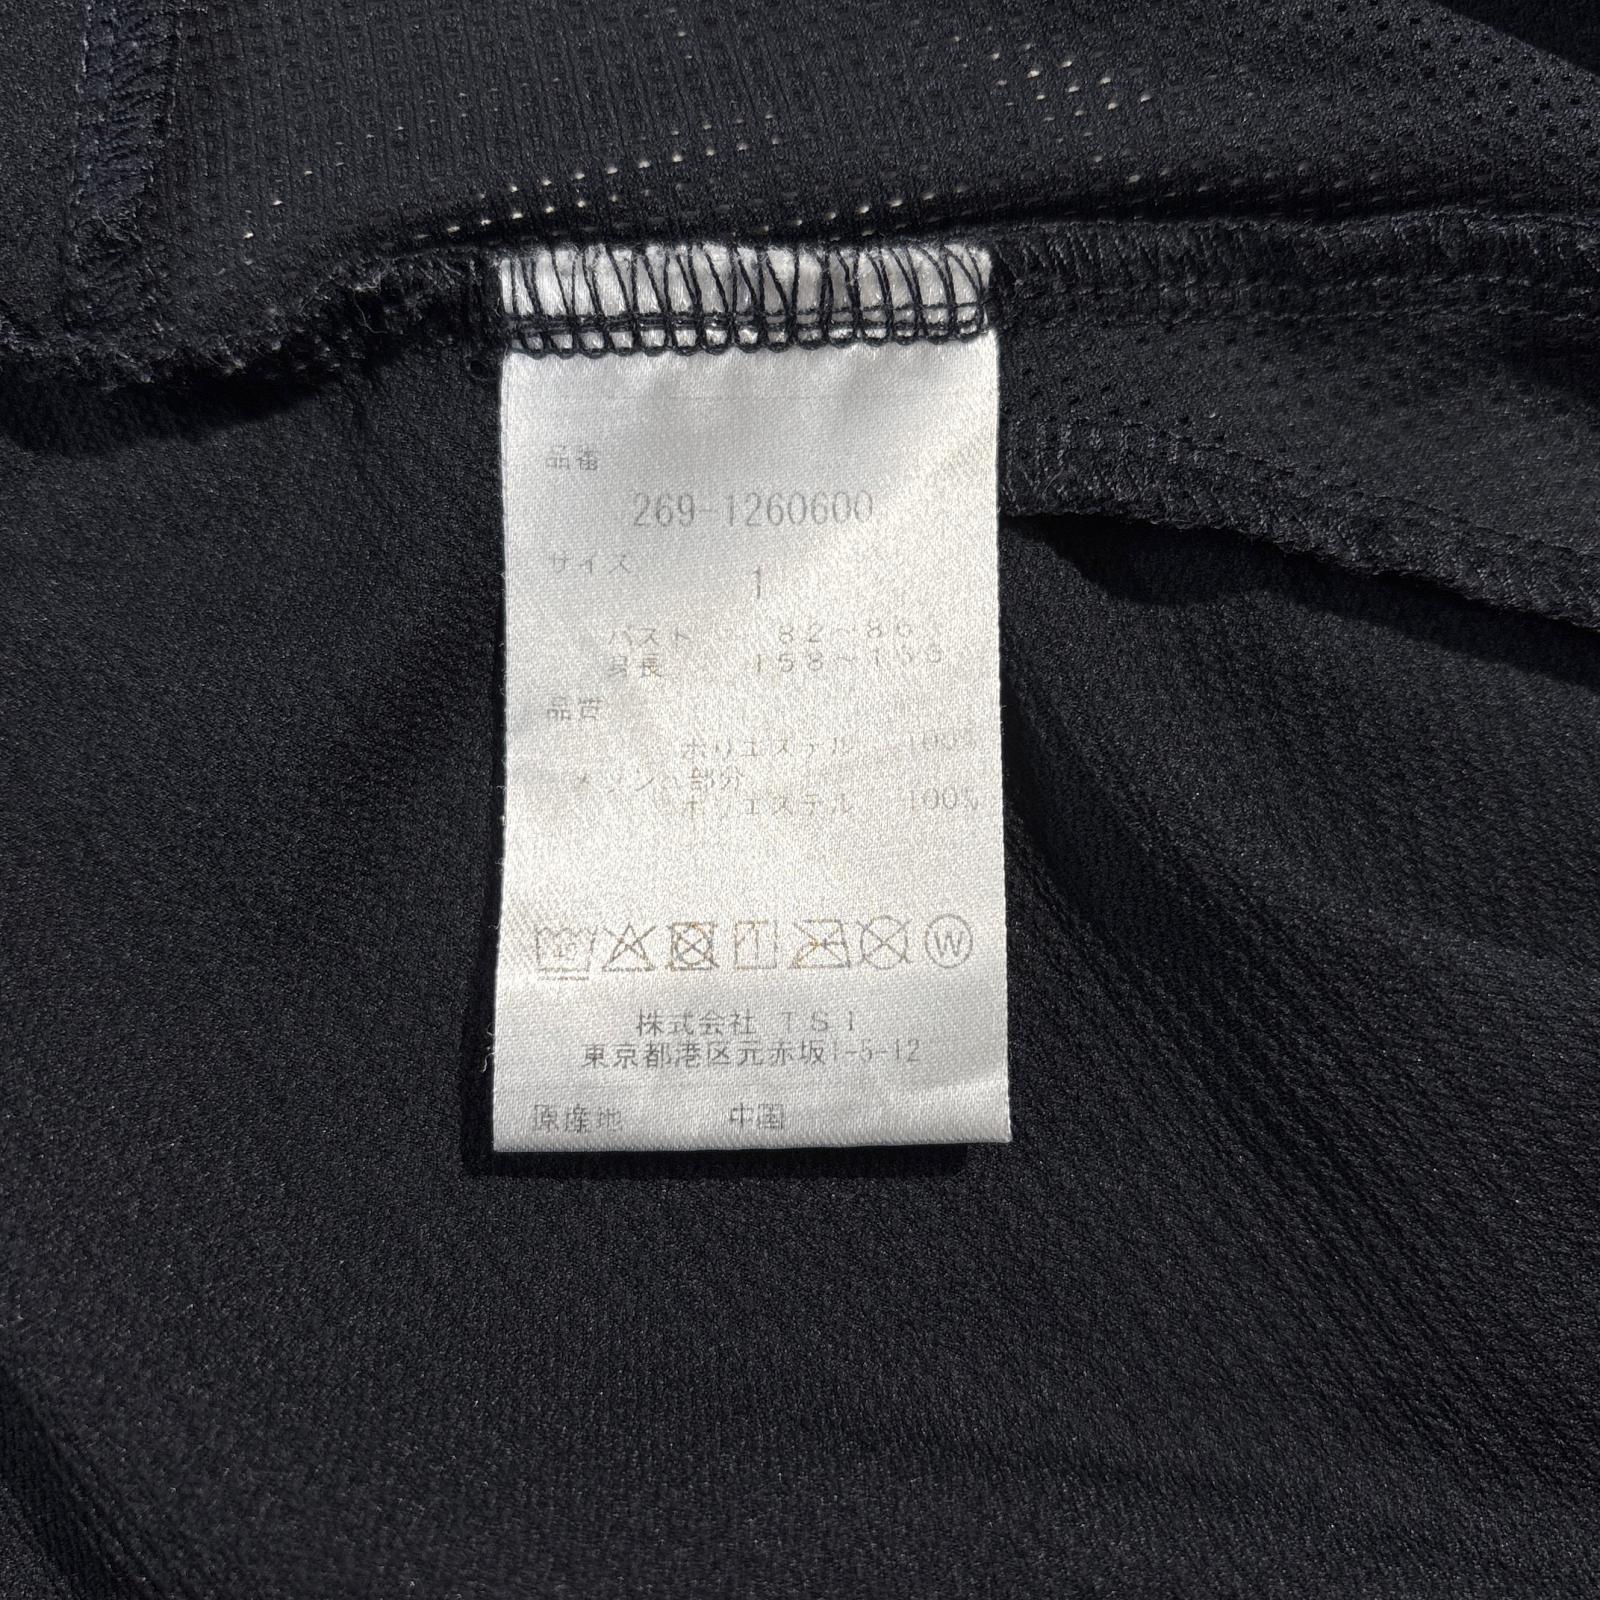 品番
269-1260600
サイズ
1
バスト 82～86
身長 158～
品質
ポリエステル 100%
メッシュ部分
ポリエステル 100%
W
株式会社 TSI
東京都港区元赤坂1-5-12
原産地 中国